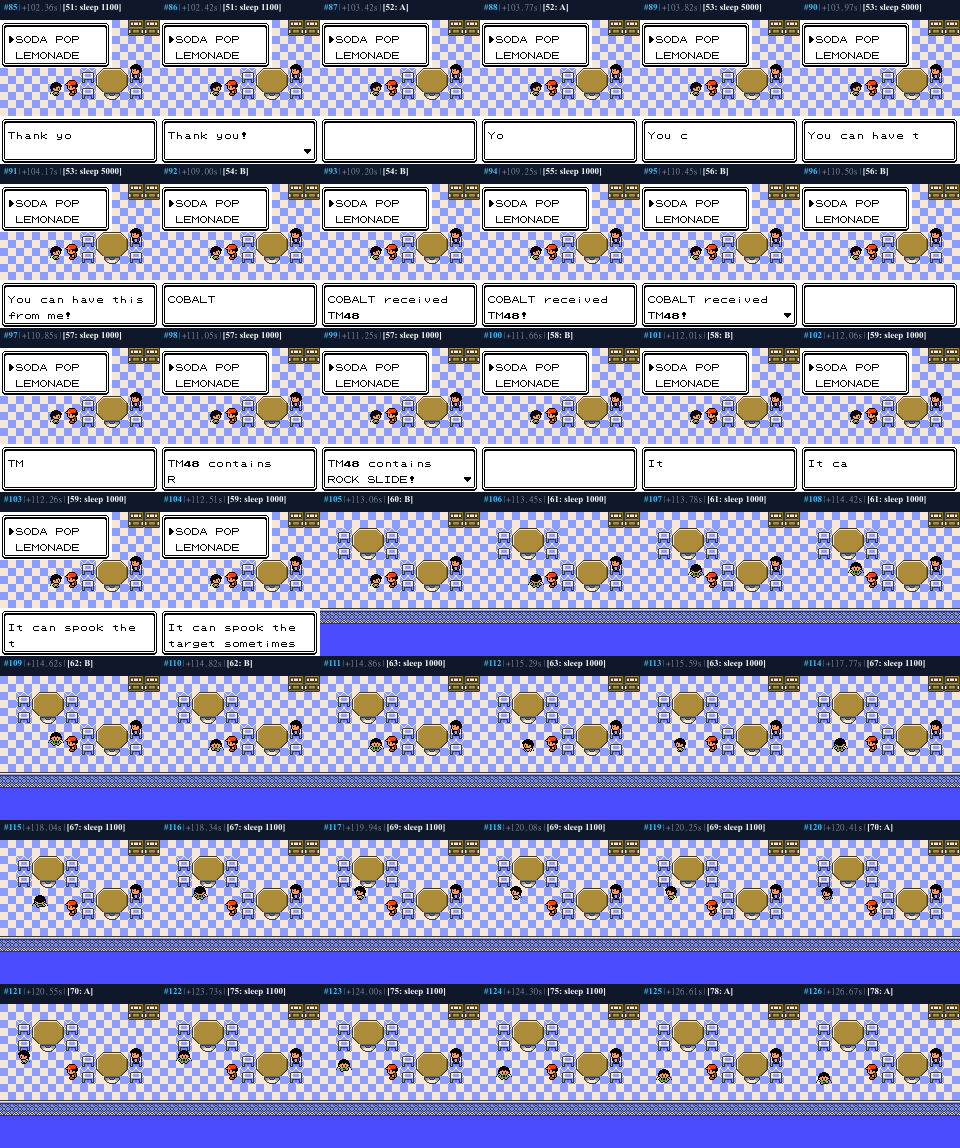 #85 | +102.36s | [51: sleep 1100]
#86 | +102.42s | [51: sleep 1100]
#87 | +103.42s | [52: A]
#88 | +103.77s | [52: A]
#89 | +103.82s | [53: sleep 5000]
#90 | +103.97s | [53: sleep 5000]
▶SODA POP
LEMONADE
▶SODA POP
LEMONADE
▶SODA POP
LEMONADE
▶SODA POP
LEMONADE
▶SODA POP
LEMONADE
▶SODA POP
LEMONADE
Thank yo
Thank you!
Yo
You c
You can have t
#91 | +104.17s | [53: sleep 5000]
#92 | +109.00s | [54: B]
#93 | +109.20s | [54: B]
#94 | +109.25s | [55: sleep 1000]
#95 | +110.45s | [56: B]
#96 | +110.50s | [56: B]
▶SODA POP
LEMONADE
▶SODA POP
LEMONADE
▶SODA POP
LEMONADE
▶SODA POP
LEMONADE
▶SODA POP
LEMONADE
▶SODA POP
LEMONADE
You can have this
from me!
COBALT
COBALT received
TM48
COBALT received
TM48!
COBALT received
TM48!
#97 | +110.85s | [57: sleep 1000]
#98 | +111.05s | [57: sleep 1000]
#99 | +111.25s | [57: sleep 1000]
#100 | +111.66s | [58: B]
#101 | +112.01s | [58: B]
#102 | +112.06s | [59: sleep 1000]
▶SODA POP
LEMONADE
▶SODA POP
LEMONADE
▶SODA POP
LEMONADE
▶SODA POP
LEMONADE
▶SODA POP
LEMONADE
▶SODA POP
LEMONADE
TM
TM48 contains
R
TM48 contains
ROCK SLIDE!
It
It ca
#103 | +112.26s | [59: sleep 1000]
#104 | +112.51s | [59: sleep 1000]
#105 | +113.06s | [60: B]
#106 | +113.45s | [61: sleep 1000]
#107 | +113.78s | [61: sleep 1000]
#108 | +114.42s | [61: sleep 1000]
▶SODA POP
LEMONADE
▶SODA POP
LEMONADE
It can spook the
t
It can spook the
target sometimes
#109 | +114.62s | [62: B]
#110 | +114.82s | [62: B]
#111 | +114.86s | [63: sleep 1000]
#112 | +115.29s | [63: sleep 1000]
#113 | +115.59s | [63: sleep 1000]
#114 | +117.77s | [67: sleep 1100]
#115 | +118.04s | [67: sleep 1100]
#116 | +118.34s | [67: sleep 1100]
#117 | +119.94s | [69: sleep 1100]
#118 | +120.08s | [69: sleep 1100]
#119 | +120.25s | [69: sleep 1100]
#120 | +120.41s | [70: A]
#121 | +120.55s | [70: A]
#122 | +123.73s | [75: sleep 1100]
#123 | +124.00s | [75: sleep 1100]
#124 | +124.30s | [75: sleep 1100]
#125 | +126.61s | [78: A]
#126 | +126.67s | [78: A]